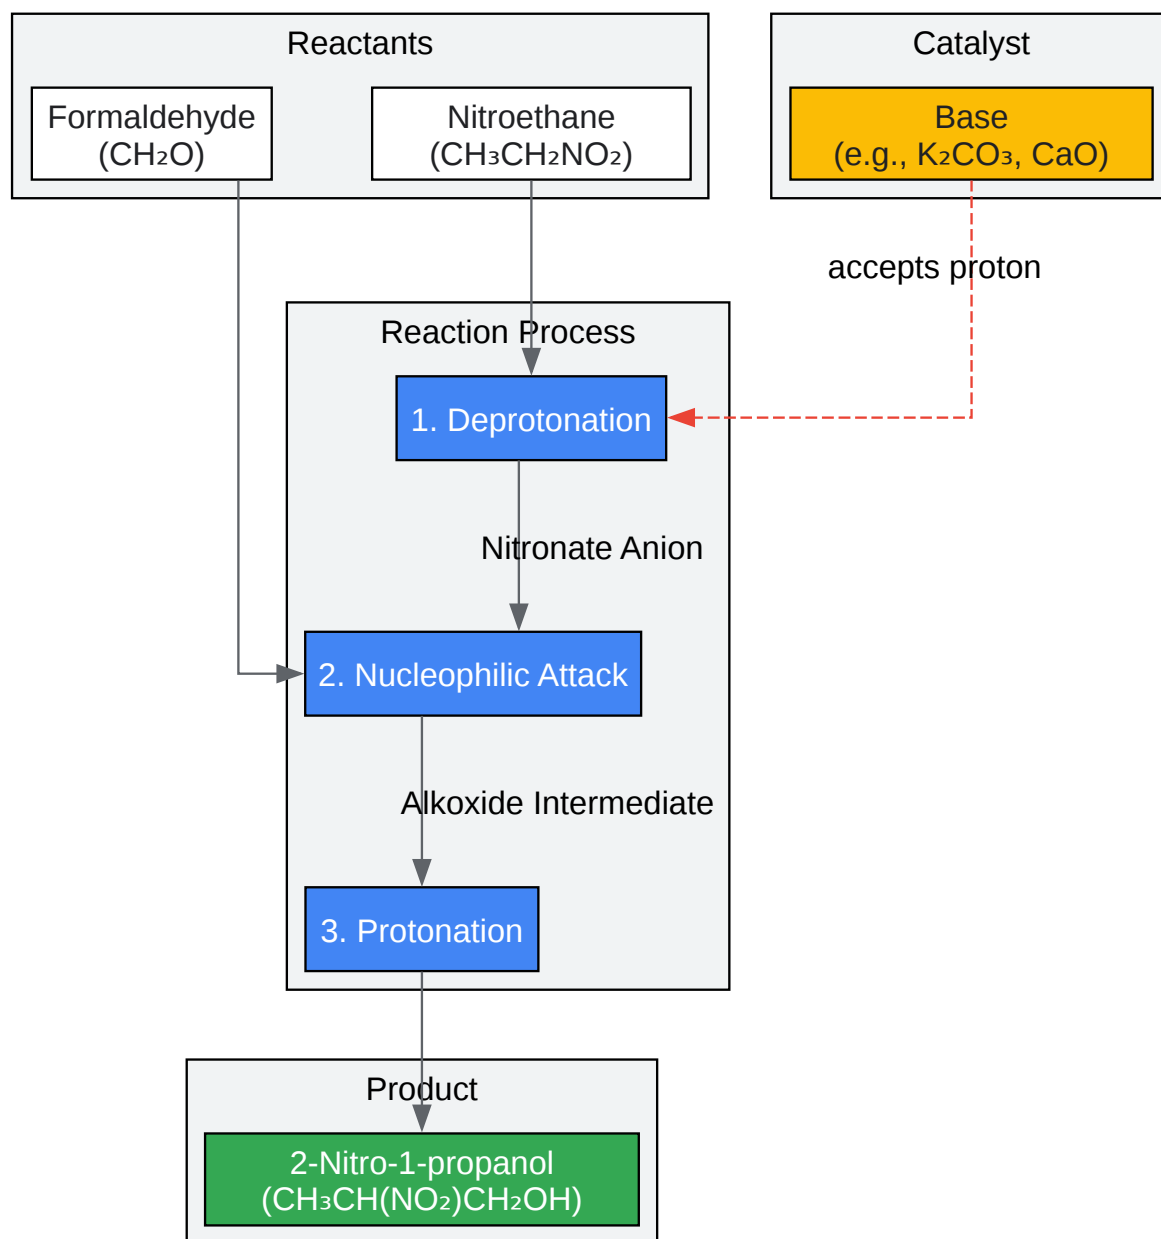 Reactants
Formaldehyde
(CH₂O)
Nitroethane
(CH₃CH₂NO₂)
Catalyst
Base
(e.g., K₂CO₃, CaO)
accepts proton
Reaction Process
1. Deprotonation
Nitronate Anion
2. Nucleophilic Attack
Alkoxide Intermediate
3. Protonation
Product
2-Nitro-1-propanol
(CH₃CH(NO₂)CH₂OH)